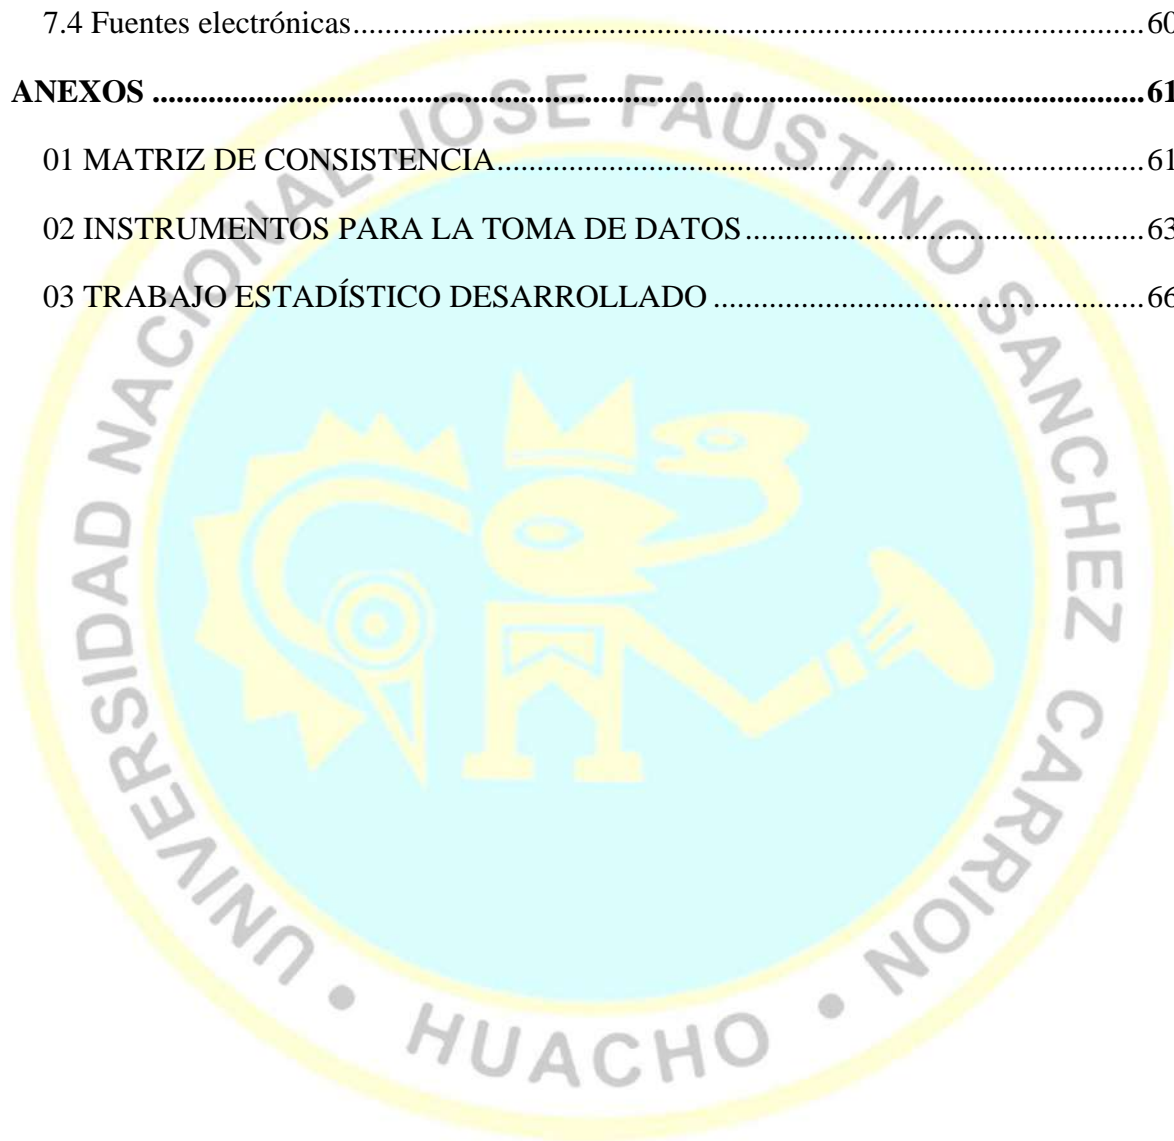 7.4 Fuentes electrónicas........................................................................................................60
ANEXOS ..............................................................................................................................61
01 MATRIZ DE CONSISTENCIA....................................................................................61
02 INSTRUMENTOS PARA LA TOMA DE DATOS...................................................63
03 TRABAJO ESTADÍSTICO DESARROLLADO .......................................................66
UNIVERSIDAD NACIONAL JOSE FAUSTINO SANCHEZ CARRION • HUACHO •